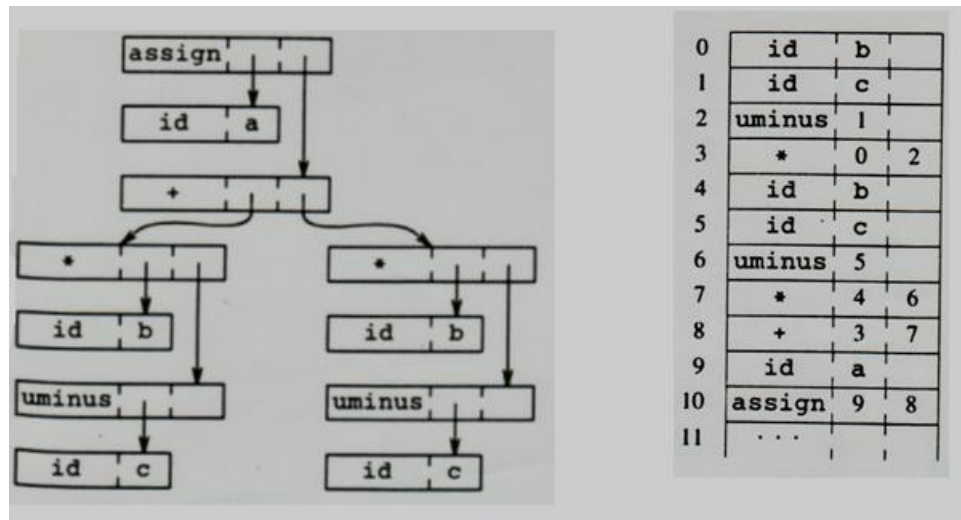 assign
id a
+
* *
id b id b
uminus uminus
id c id c
0 id b
1 id c
2 uminus 1
3 * 0 2
4 id b
5 id c
6 uminus 5
7 * 4 6
8 + 3 7
9 id a
10 assign 9 8
11 . . .